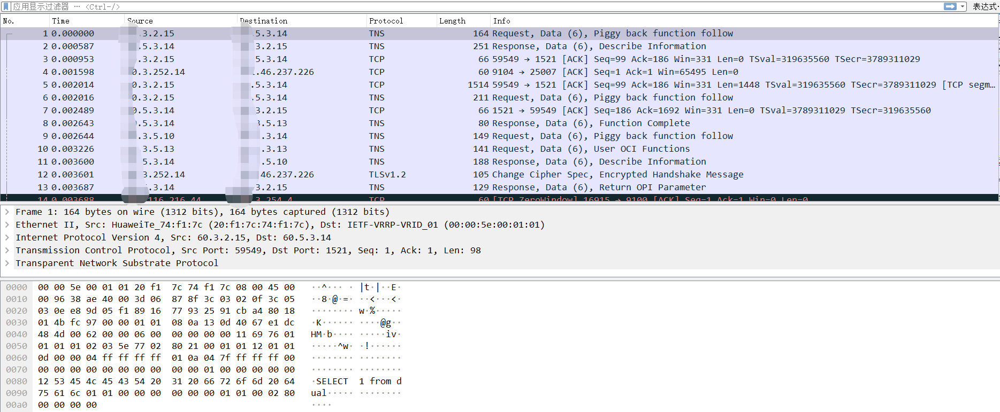 应用显示过滤器 … <Ctrl-/> 表达式…
No. Time Source Destination Protocol Length Info
1 0.000000 .3.2.15 .5.3.14 TNS 164 Request, Data (6), Piggy back function follow
2 0.000587 .5.3.14 .3.2.15 TNS 251 Response, Data (6), Describe Information
3 0.000953 .3.2.15 .5.3.14 TCP 66 59549 → 1521 [ACK] Seq=99 Ack=186 Win=331 Len=0 TSval=319635560 TSecr=3789311029
4 0.001598 0.3.252.14 .46.237.226 TCP 60 9104 → 25007 [ACK] Seq=1 Ack=1 Win=65495 Len=0
5 0.002014 0.3.2.15 .5.3.14 TCP 1514 59549 → 1521 [ACK] Seq=99 Ack=186 Win=331 Len=1448 TSval=319635560 TSecr=3789311029 [TCP segm…
6 0.002016 0.3.2.15 .5.3.14 TNS 211 Request, Data (6), Piggy back function follow
7 0.002489 0.5.3.14 .3.2.15 TCP 66 1521 → 59549 [ACK] Seq=186 Ack=1692 Win=331 Len=0 TSval=3789311029 TSecr=319635560
8 0.002643 .5.3.14 3.5.13 TNS 80 Response, Data (6), Function Complete
9 0.002644 .3.5.10 .3.14 TNS 149 Request, Data (6), Piggy back function follow
10 0.003226 3.5.13 .3.13 TNS 141 Request, Data (6), User OCI Functions
11 0.003600 5.3.14 .5.10 TNS 188 Response, Data (6), Describe Information
12 0.003601 3.252.14 46.237.226 TLSv1.2 105 Change Cipher Spec, Encrypted Handshake Message
13 0.003687 .5.3.14 3.2.15 TNS 129 Response, Data (6), Return OPI Parameter
14 0.003688 116.216.44 3.254.4 TCP 60 [TCP ZeroWindow] 16915 → 9100 [ACK] Seq=1 Ack=1 Win=0 Len=0
Frame 1: 164 bytes on wire (1312 bits), 164 bytes captured (1312 bits)
Ethernet II, Src: HuaweiTe_74:f1:7c (20:f1:7c:74:f1:7c), Dst: IETF-VRRP-VRID_01 (00:00:5e:00:01:01)
Internet Protocol Version 4, Src: 60.3.2.15, Dst: 60.5.3.14
Transmission Control Protocol, Src Port: 59549, Dst Port: 1521, Seq: 1, Ack: 1, Len: 98
Transparent Network Substrate Protocol
0000 00 00 5e 00 01 01 20 f1 7c 74 f1 7c 08 00 45 00 ··^··· · |t·|··E·
0010 00 96 38 ae 40 00 3d 06 87 8f 3c 03 02 0f 3c 05 ··8·@·=· ··<···<·
0020 03 0e e8 9d 05 f1 89 16 77 93 25 91 cb a4 80 18 ········ w·%·····
0030 01 4b fc 97 00 00 01 01 08 0a 13 0d 40 67 e1 dc ·K······ ····@g··
0040 48 4d 00 62 00 00 06 00 00 00 00 00 11 69 76 01 HM·b···· ·····iv·
0050 01 01 01 02 03 5e 77 02 80 21 00 01 01 12 01 01 ·····^w· ·!······
0060 0d 00 00 04 ff ff ff ff 01 0a 04 7f ff ff ff 00 ········ ········
0070 00 00 00 00 00 00 00 00 00 00 01 00 00 00 00 00 ········ ········
0080 12 53 45 4c 45 43 54 20 31 20 66 72 6f 6d 20 64 ·SELECT 1 from d
0090 75 61 6c 01 01 00 00 00 00 00 00 01 01 00 02 80 ual····· ········
00a0 00 00 00 00 ····